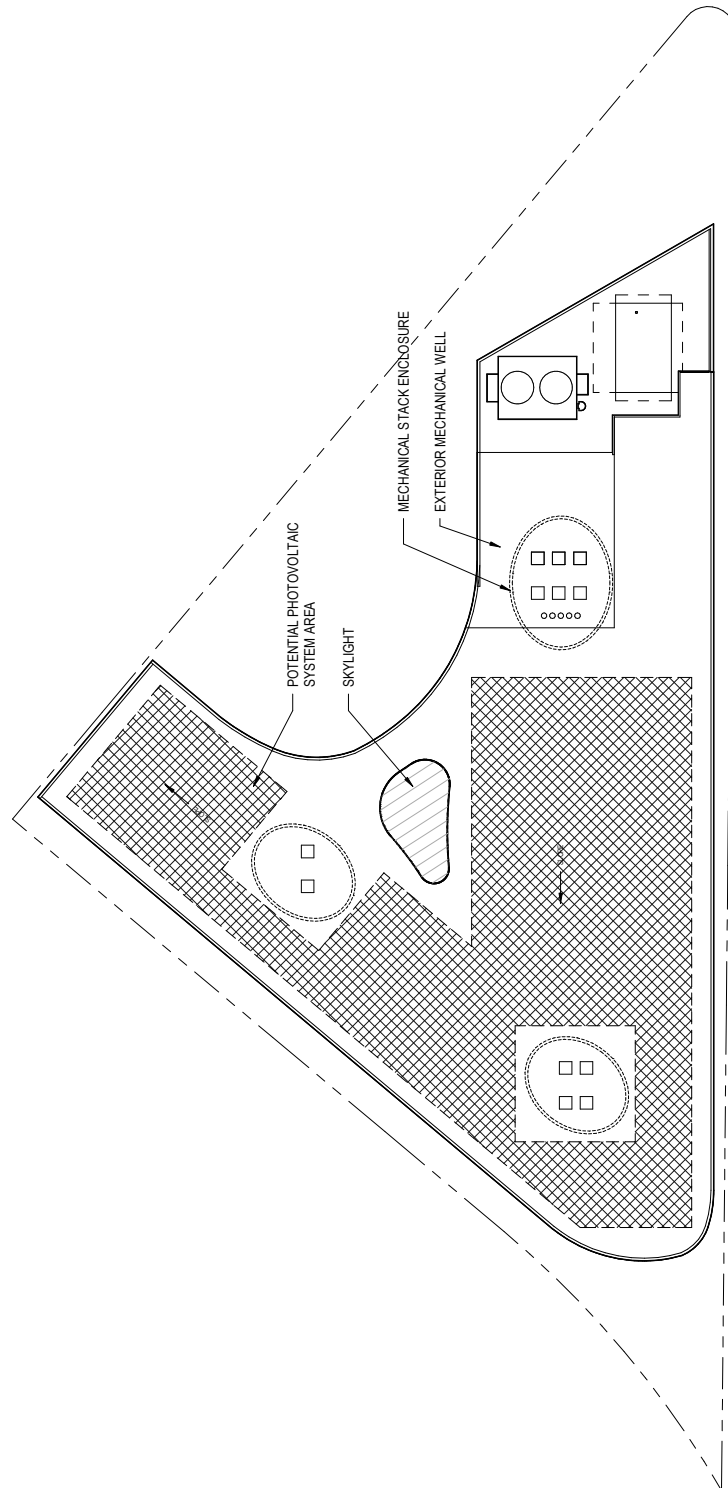 MECHANICAL STACK ENCLOSURE
EXTERIOR MECHANICAL WELL
POTENTIAL PHOTOVOLTAIC
SYSTEM AREA
SKYLIGHT